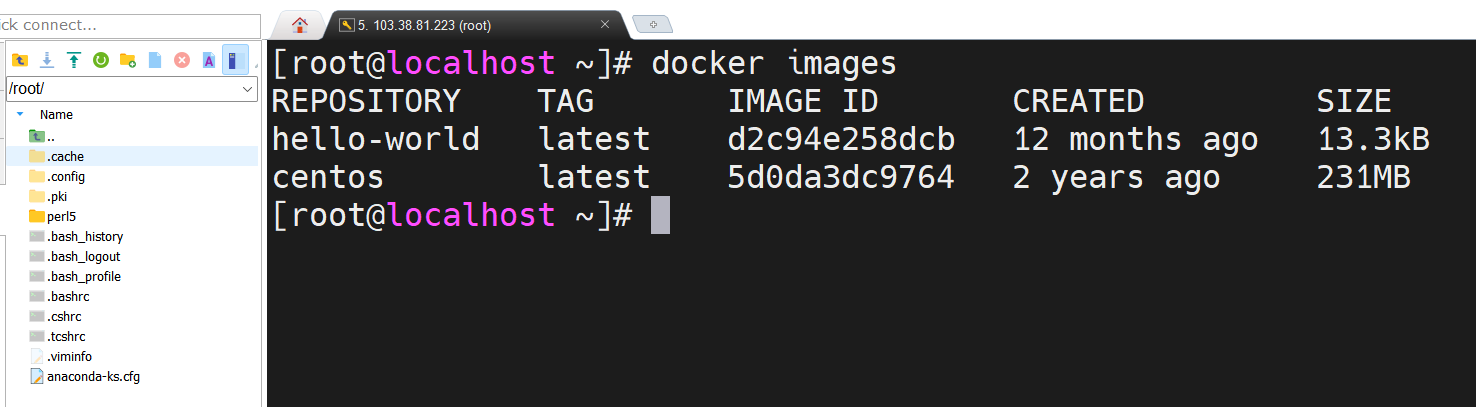 ick connect...
5. 103.38.81.223 (root)
/root/
Name
..
.cache
.config
.pki
perl5
.bash_history
.bash_logout
.bash_profile
.bashrc
.cshrc
.tcshrc
.viminfo
anaconda-ks.cfg
[root@localhost ~]# docker images
REPOSITORY TAG IMAGE ID CREATED SIZE
hello-world latest d2c94e258dcb 12 months ago 13.3kB
centos latest 5d0da3dc9764 2 years ago 231MB
[root@localhost ~]#